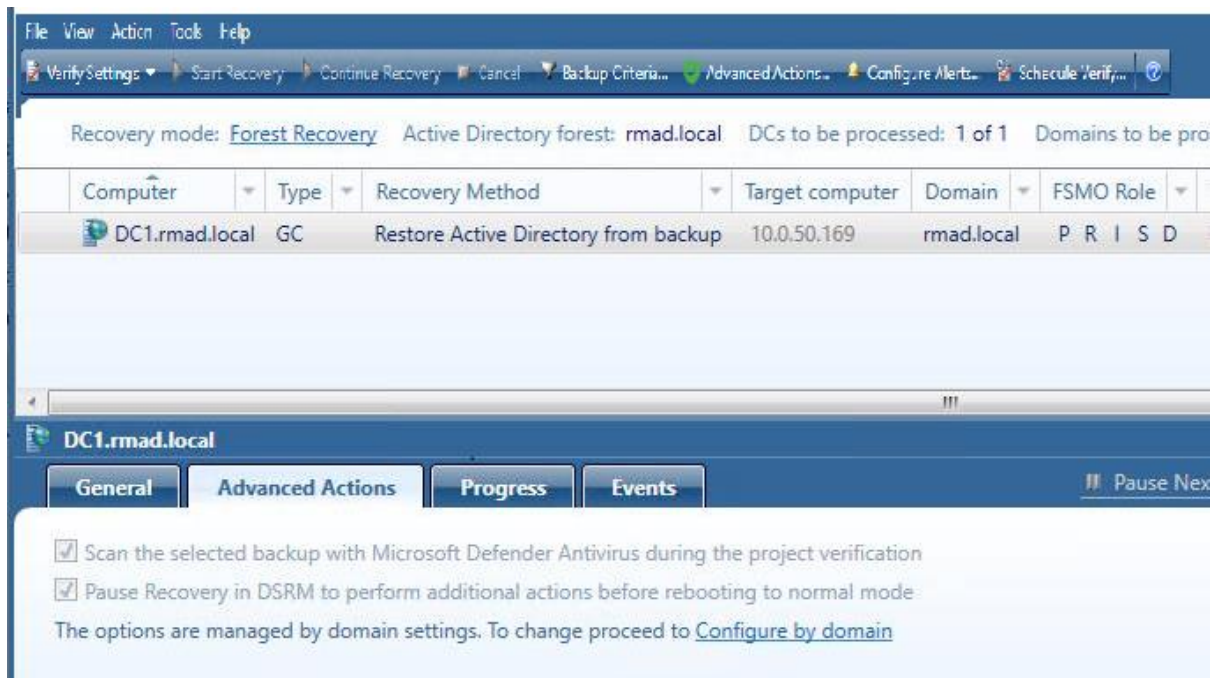 File View Action Tools Help
Verify Settings Start Recovery Continue Recovery Cancel Backup Criteria... Advanced Actions... Configure Alerts... Schedule Verify...
Recovery mode: Forest Recovery Active Directory forest: rmad.local DCs to be processed: 1 of 1 Domains to be pro
Computer Type Recovery Method Target computer Domain FSMO Role
DC1.rmad.local GC Restore Active Directory from backup 10.0.50.169 rmad.local P R I S D
DC1.rmad.local
General Advanced Actions Progress Events Pause Nex
Scan the selected backup with Microsoft Defender Antivirus during the project verification
Pause Recovery in DSRM to perform additional actions before rebooting to normal mode
The options are managed by domain settings. To change proceed to Configure by domain